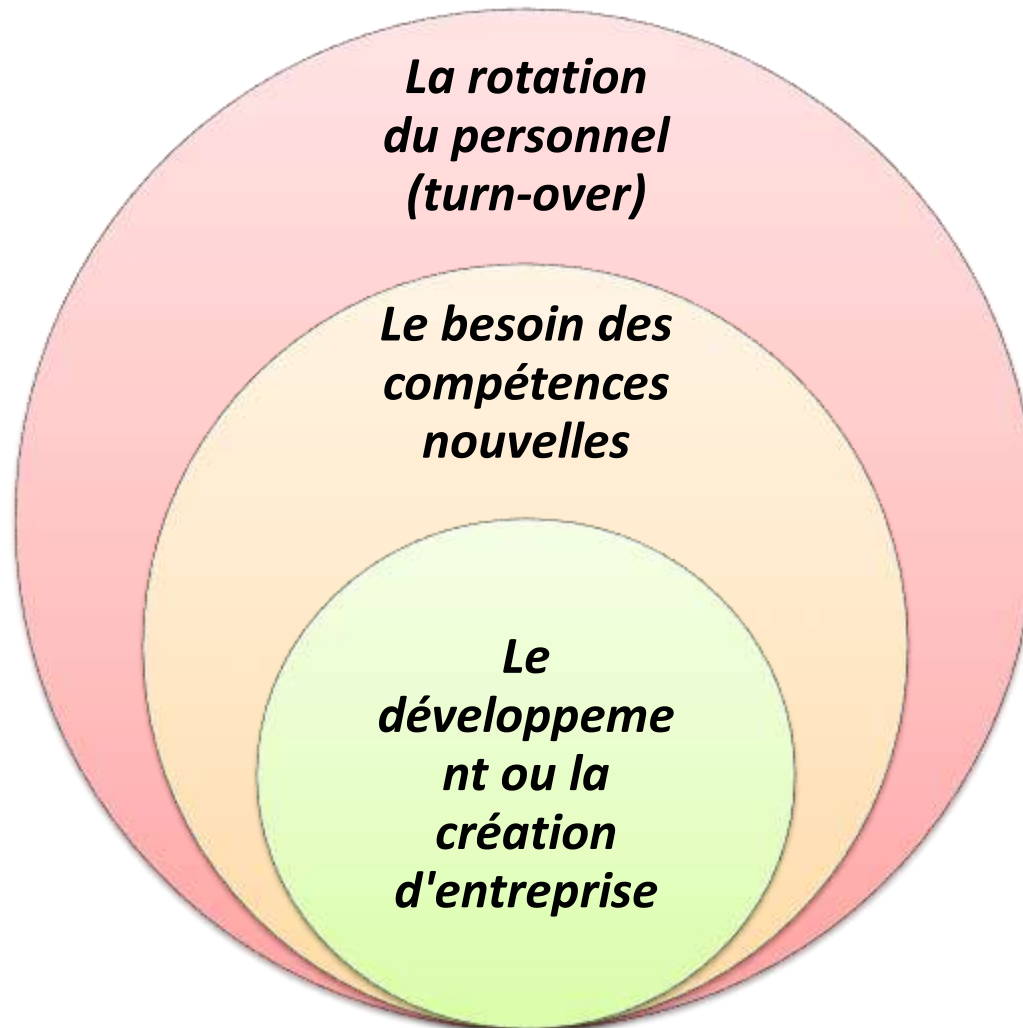 La rotation
du personnel
(turn-over)
Le besoin des
compétences
nouvelles
Le
développeme
nt ou la
création
d'entreprise